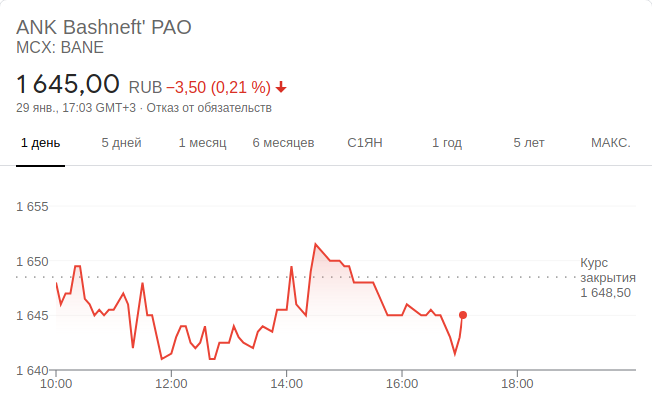 ANK Bashneft' PAO
MCX: BANE
1 645,00 RUB −3,50 (0,21 %)
29 янв., 17:03 GMT+3 · Отказ от обязательств
1 день 5 дней 1 месяц 6 месяцев С1ЯН 1 год 5 лет МАКС.
1 655
1 650
Курс
закрытия
1 648,50
1 645
1 640
10:00 12:00 14:00 16:00 18:00